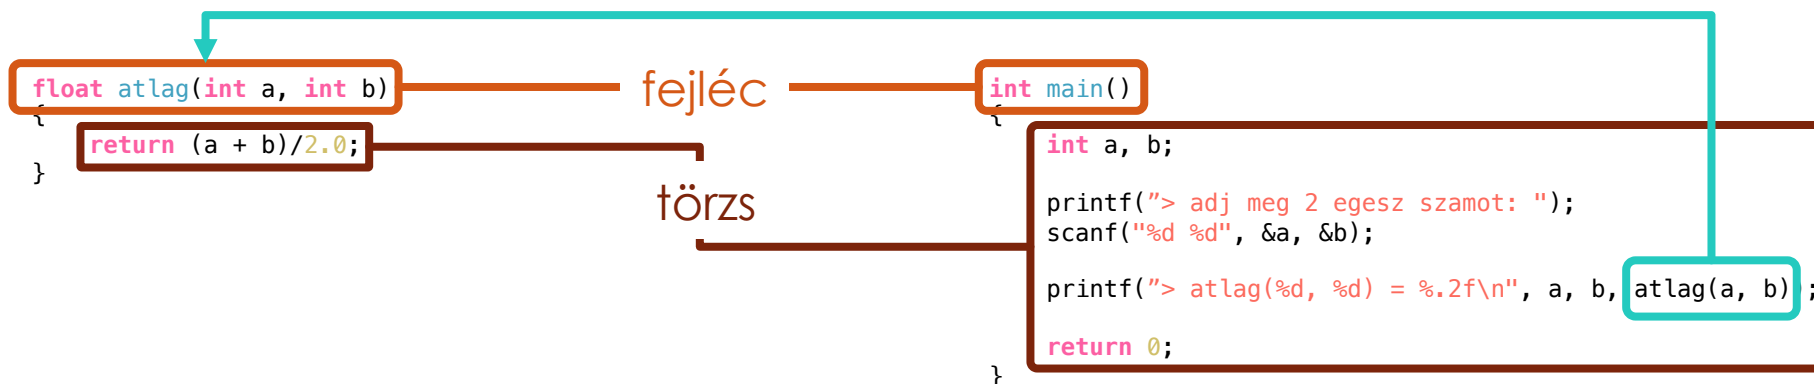 float atlag(int a, int b)
{
return (a + b)/2.0;
}
fejléc
törzs
int main()
{
int a, b;
printf(”> adj meg 2 egesz szamot: ");
scanf("%d %d", &a, &b);
printf(”> atlag(%d, %d) = %.2f\n", a, b, atlag(a, b));
return 0;
}